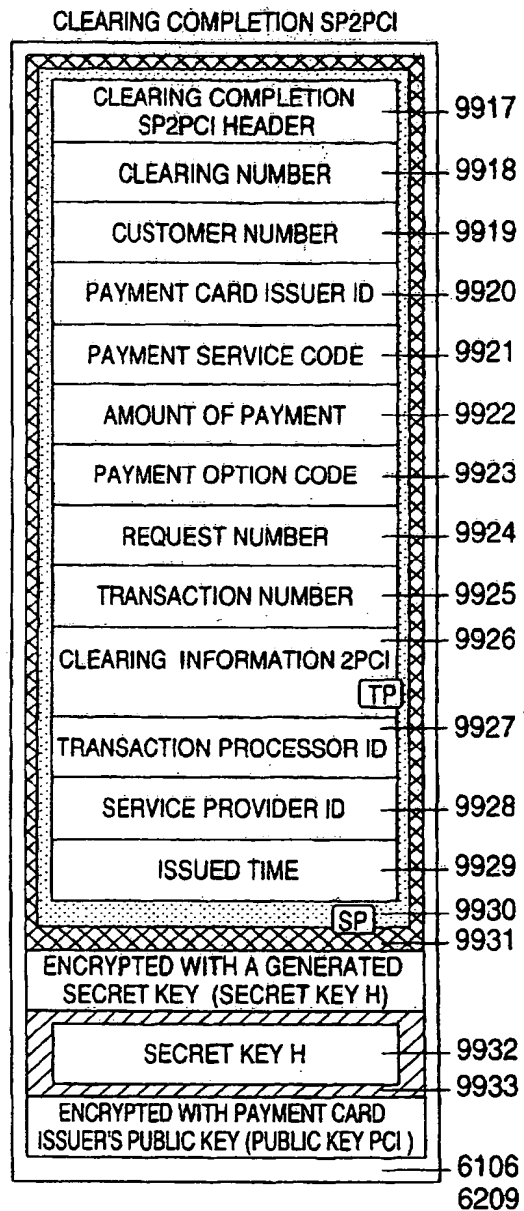 CLEARING COMPLETION SP2PCI
CLEARING COMPLETION
SP2PCI HEADER
9917
CLEARING NUMBER
9918
CUSTOMER NUMBER
9919
PAYMENT CARD ISSUER ID
9920
PAYMENT SERVICE CODE
9921
AMOUNT OF PAYMENT
9922
PAYMENT OPTION CODE
9923
REQUEST NUMBER
9924
TRANSACTION NUMBER
9925
9926
CLEARING INFORMATION 2PCI
TP
9927
TRANSACTION PROCESSOR ID
SERVICE PROVIDER ID
9928
ISSUED TIME
9929
SP
9930
9931
ENCRYPTED WITH A GENERATED
SECRET KEY (SECRET KEY H)
SECRET KEY H
9932
9933
ENCRYPTED WITH PAYMENT CARD
ISSUER'S PUBLIC KEY (PUBLIC KEY PCI )
6106
6209